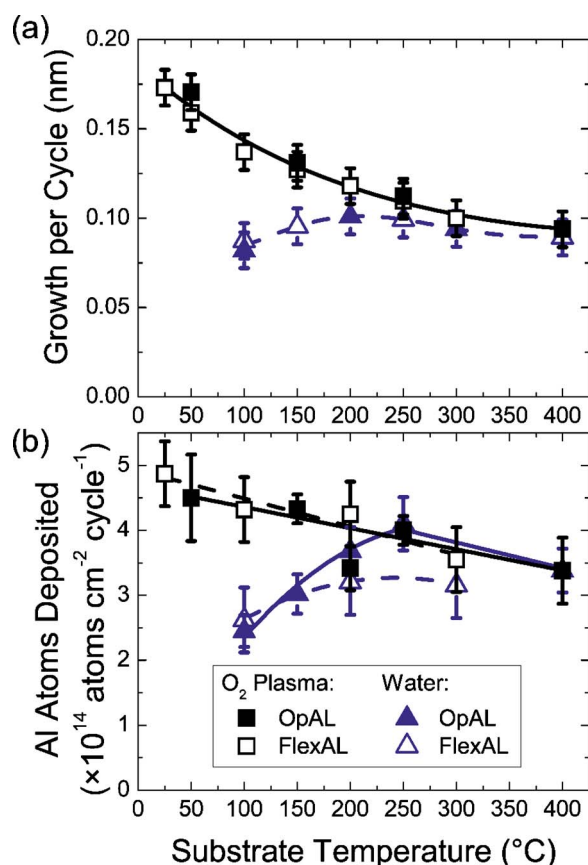 (a)
0.20
0.15
0.10
0.05
0.00
Growth per Cycle (nm)
0 50 100 150 200 250 300 350 400
(b)
5
4
3
2
1
0
Al Atoms Deposited
(×10¹⁴ atoms cm⁻² cycle⁻¹)
O₂ Plasma: Water:
OpAL OpAL
FlexAL FlexAL
0 50 100 150 200 250 300 350 400
Substrate Temperature (°C)